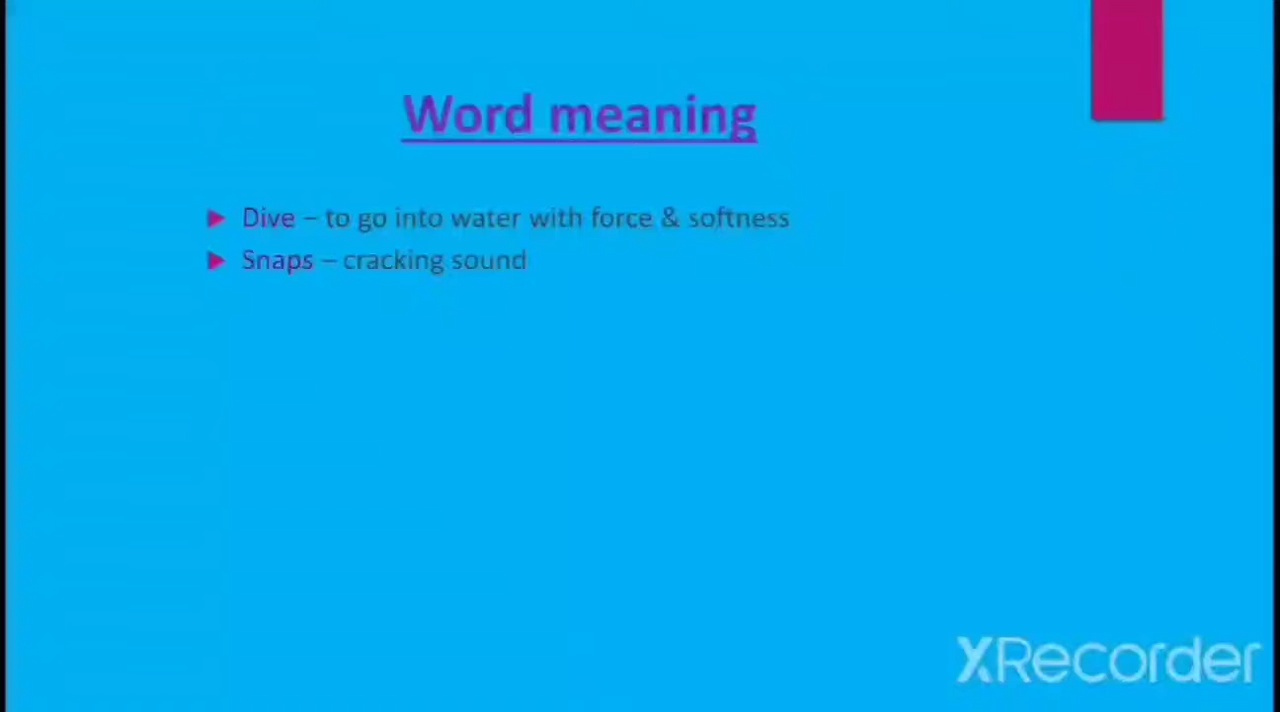 Word meaning
Dive – to go into water with force & softness
Snaps – cracking sound
XRecorder